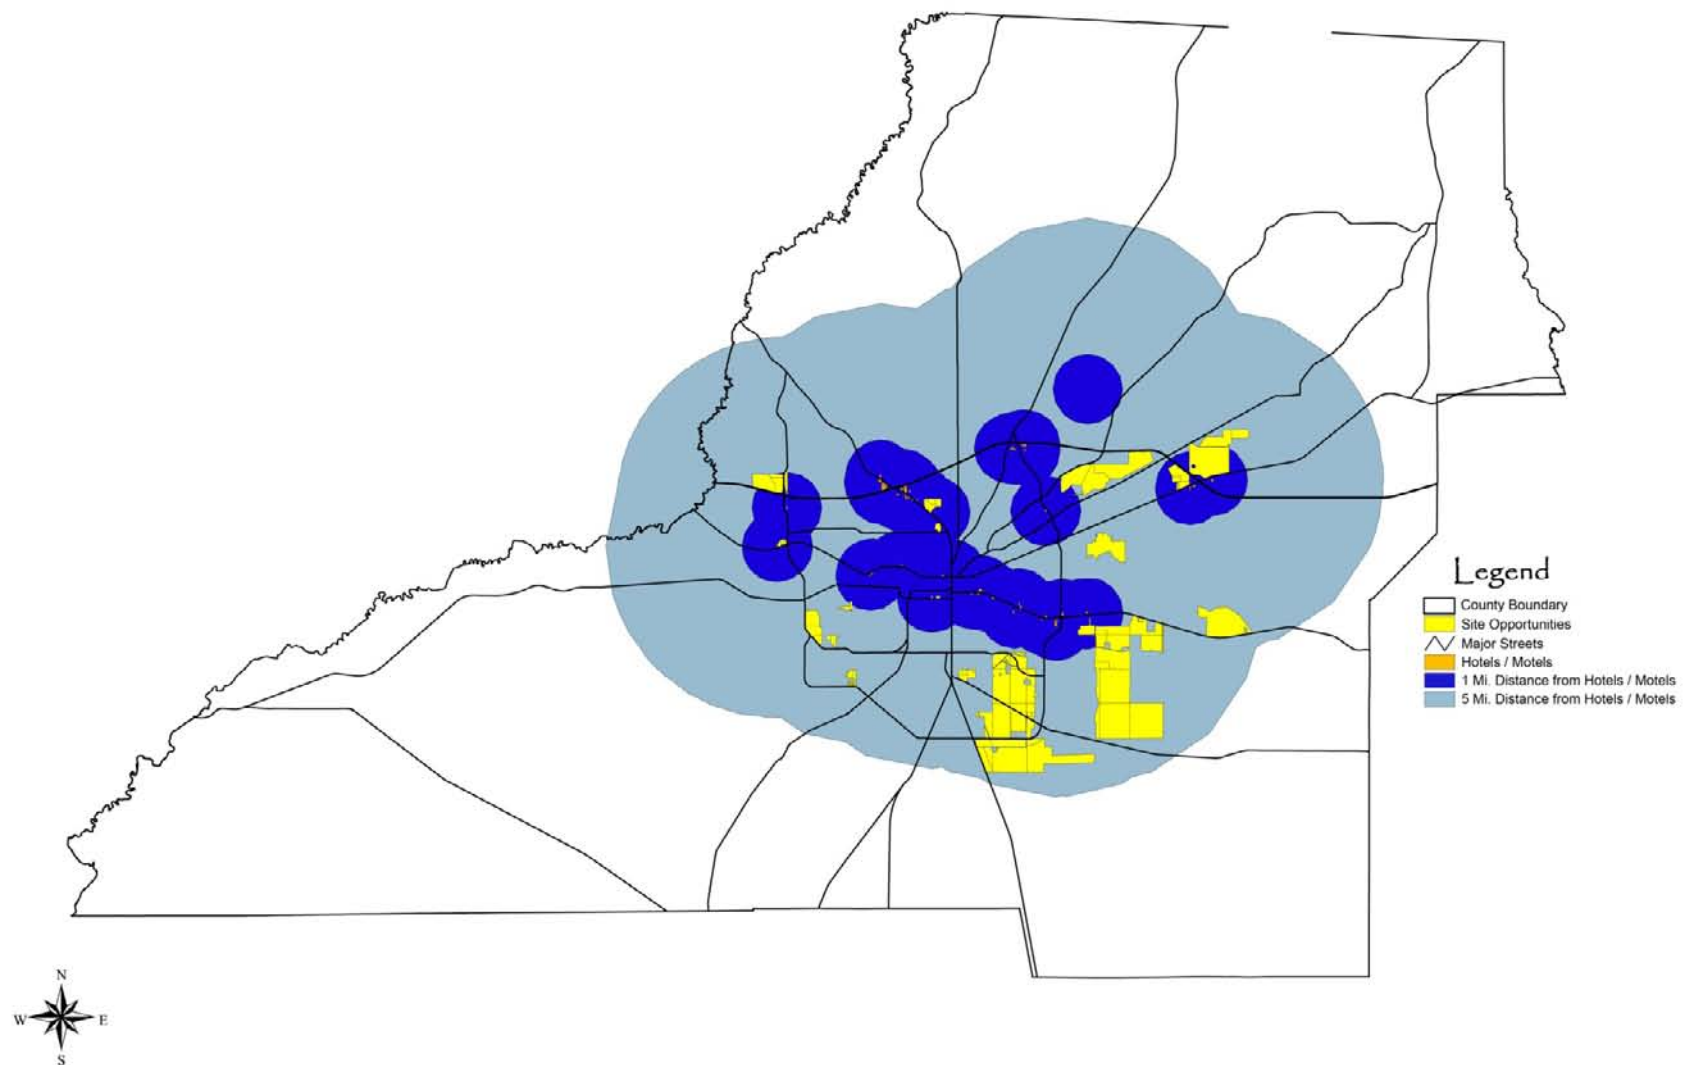 Legend
County Boundary
Site Opportunities
Major Streets
Hotels / Motels
1 Mi. Distance from Hotels / Motels
5 Mi. Distance from Hotels / Motels
N
W E
S